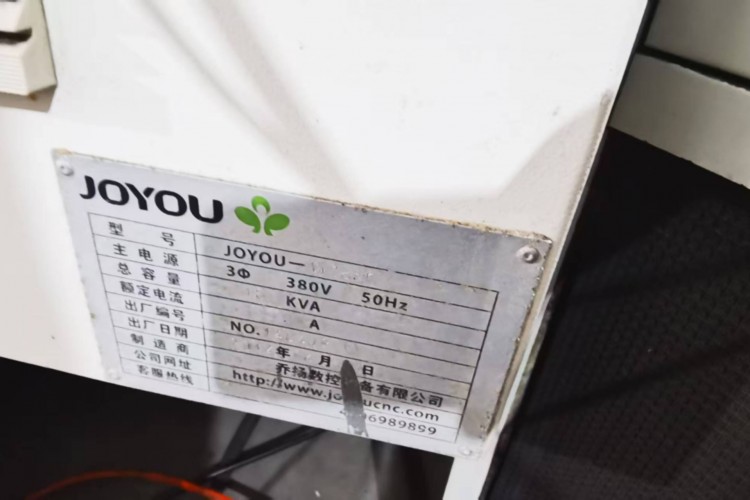 JOYOU
型号 JOYOU—
主电源 3Φ 380V 50Hz
总容量 KVA
额定电流 A
出厂编号 NO.
出厂日期 年 月 日
制造商 乔扬数控设备有限公司
公司网址 http://www.joyoucnc.com
客服热线 6989899